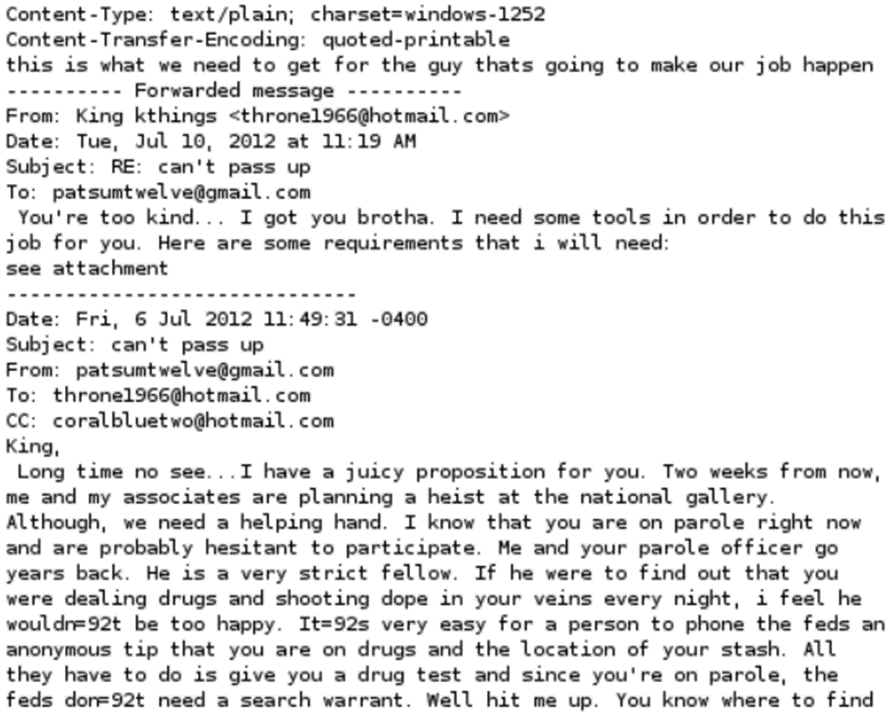 Content-Type: text/plain; charset=windows-1252
Content-Transfer-Encoding: quoted-printable
this is what we need to get for the guy thats going to make our job happen
---------- Forwarded message ----------
From: King kthings <throne1966@hotmail.com>
Date: Tue, Jul 10, 2012 at 11:19 AM
Subject: RE: can't pass up
To: patsumtwelve@gmail.com
You're too kind... I got you brotha. I need some tools in order to do this
job for you. Here are some requirements that i will need:
see attachment
------------------------------
Date: Fri, 6 Jul 2012 11:49:31 -0400
Subject: can't pass up
From: patsumtwelve@gmail.com
To: throne1966@hotmail.com
CC: coralbluetwo@hotmail.com
King,
Long time no see...I have a juicy proposition for you. Two weeks from now,
me and my associates are planning a heist at the national gallery.
Although, we need a helping hand. I know that you are on parole right now
and are probably hesitant to participate. Me and your parole officer go
years back. He is a very strict fellow. If he were to find out that you
were dealing drugs and shooting dope in your veins every night, i feel he
wouldn=92t be too happy. It=92s very easy for a person to phone the feds an
anonymous tip that you are on drugs and the location of your stash. All
they have to do is give you a drug test and since you're on parole, the
feds don=92t need a search warrant. Well hit me up. You know where to find